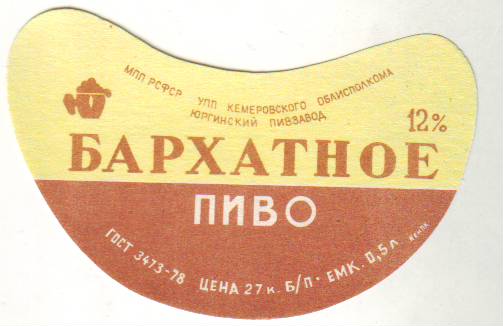 МПП РСФСР УПП КЕМЕРОВСКОГО ОБЛИСПОЛКОМА
ЮРГИНСКИЙ ПИВЗАВОД
12%
БАРХАТНОЕ
ПИВО
ГОСТ 3473-78 ЦЕНА 27 к. Б/П · ЕМК. 0,5 л